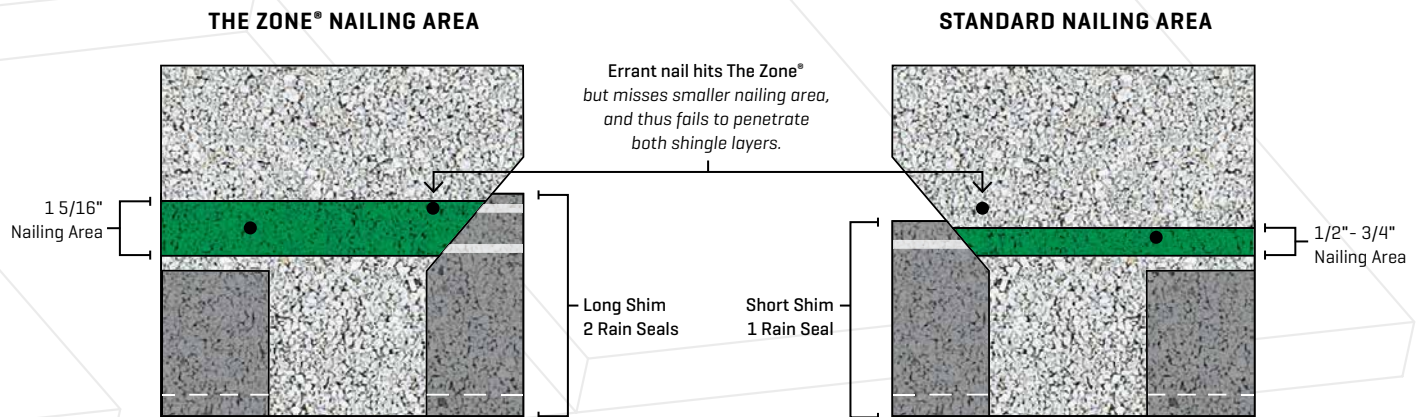 THE ZONE® NAILING AREA
STANDARD NAILING AREA
Errant nail hits The Zone®
but misses smaller nailing area,
and thus fails to penetrate
both shingle layers.
1 5/16"
Nailing Area
Long Shim
2 Rain Seals
Short Shim
1 Rain Seal
1/2"- 3/4"
Nailing Area